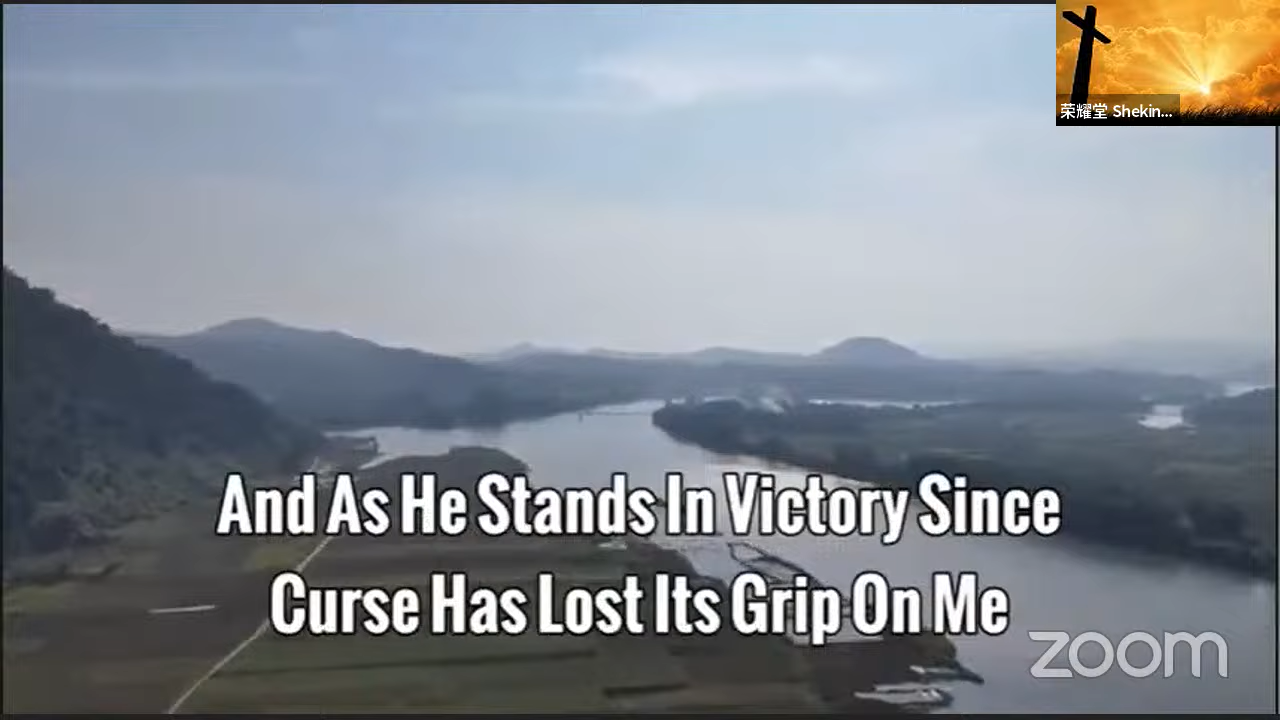 荣耀堂 Shekin...
And As He Stands In Victory Since
Curse Has Lost Its Grip On Me
zoom